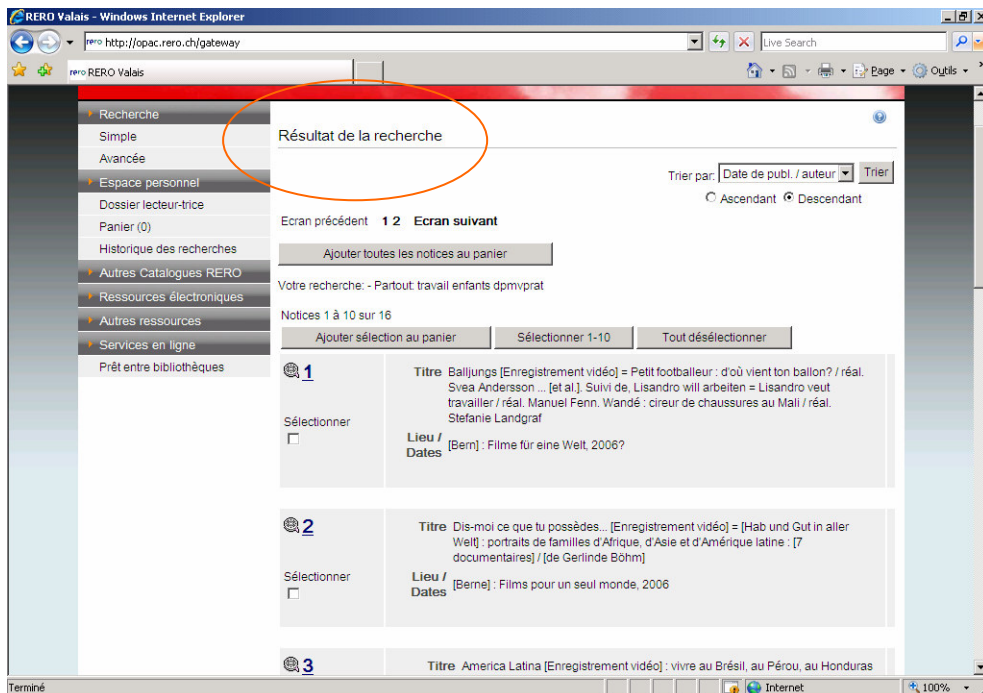 RERO Valais - Windows Internet Explorer
rero http://opac.rero.ch/gateway
Live Search
rero RERO Valais
Page
Outils
Recherche
Simple
Avancée
Espace personnel
Dossier lecteur-trice
Panier (0)
Historique des recherches
Autres Catalogues RERO
Ressources électroniques
Autres ressources
Services en ligne
Prêt entre bibliothèques
Résultat de la recherche
Trier par: Date de publ. / auteur Trier
Ascendant Descendant
Ecran précédent 1 2 Ecran suivant
Ajouter toutes les notices au panier
Votre recherche: - Partout: travail enfants dpmvprat
Notices 1 à 10 sur 16
Ajouter sélection au panier Sélectionner 1-10 Tout désélectionner
1
Sélectionner
Titre Balljungs [Enregistrement vidéo] = Petit footballeur : d'où vient ton ballon? / réal.
Svea Andersson ... [et al.]. Suivi de, Lisandro will arbeiten = Lisandro veut
travailler / réal. Manuel Fenn. Wandé : cireur de chaussures au Mali / réal.
Stefanie Landgraf
Lieu /
Dates [Bern] : Filme für eine Welt, 2006?
2
Sélectionner
Titre Dis-moi ce que tu possèdes... [Enregistrement vidéo] = [Hab und Gut in aller
Welt] : portraits de familles d'Afrique, d'Asie et d'Amérique latine : [7
documentaires] / [de Gerlinde Böhm]
Lieu /
Dates [Berne] : Films pour un seul monde, 2006
3
Titre America Latina [Enregistrement vidéo] : vivre au Brésil, au Pérou, au Honduras
Terminé
Internet
100%